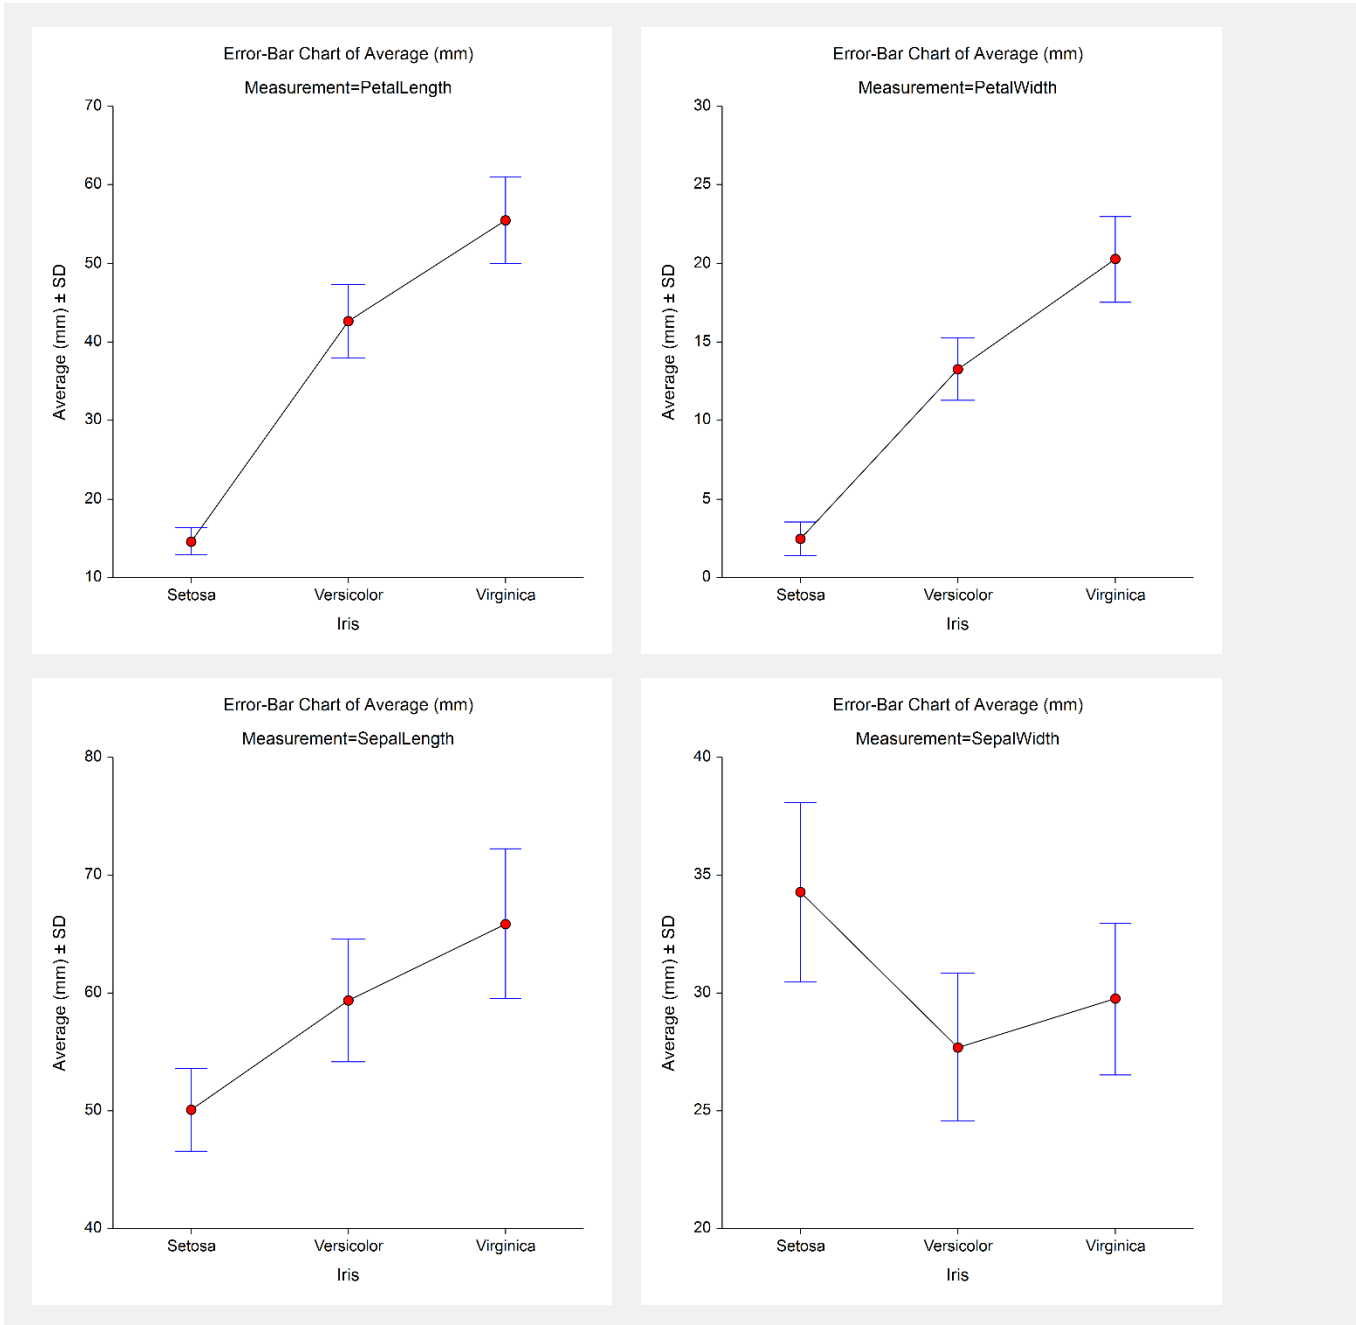 Error-Bar Chart of Average (mm)
Measurement=PetalLength
70
60
50
40
30
20
10
Average (mm) ± SD
Setosa Versicolor Virginica
Iris
Error-Bar Chart of Average (mm)
Measurement=PetalWidth
30
25
20
15
10
5
0
Average (mm) ± SD
Setosa Versicolor Virginica
Iris
Error-Bar Chart of Average (mm)
Measurement=SepalLength
80
70
60
50
40
Average (mm) ± SD
Setosa Versicolor Virginica
Iris
Error-Bar Chart of Average (mm)
Measurement=SepalWidth
40
35
30
25
20
Average (mm) ± SD
Setosa Versicolor Virginica
Iris